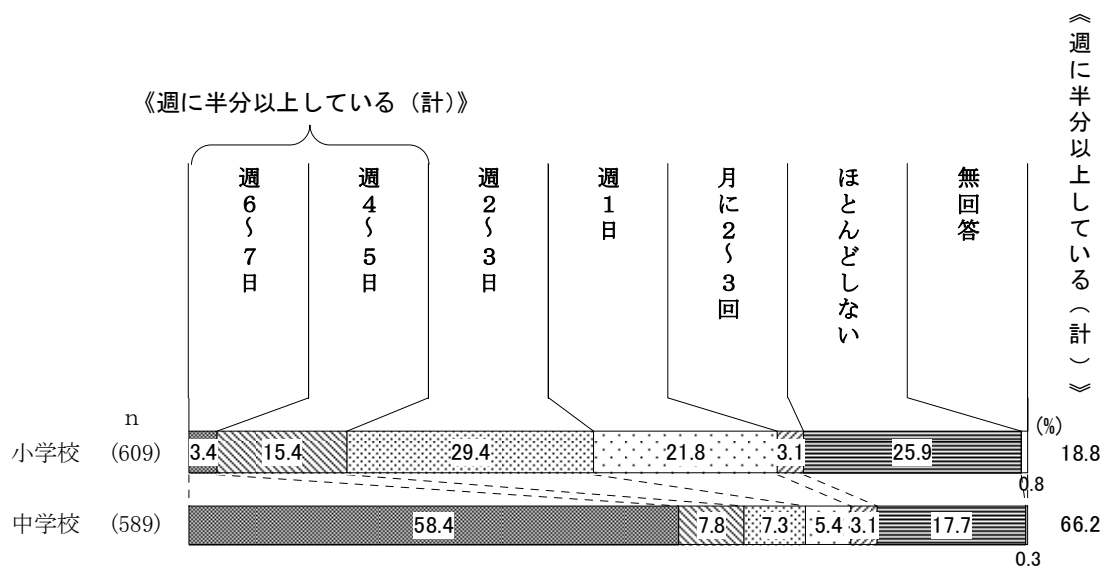 《週に半分以上している（計）》
《週に半分以上している（計）》
週６～７日
週４～５日
週２～３日
週１日
月に２～３回
ほとんどしない
無回答
n
(%)
小学校 (609) 3.4 15.4 29.4 21.8 3.1 25.9 0.8 18.8
中学校 (589) 58.4 7.8 7.3 5.4 3.1 17.7 0.3 66.2